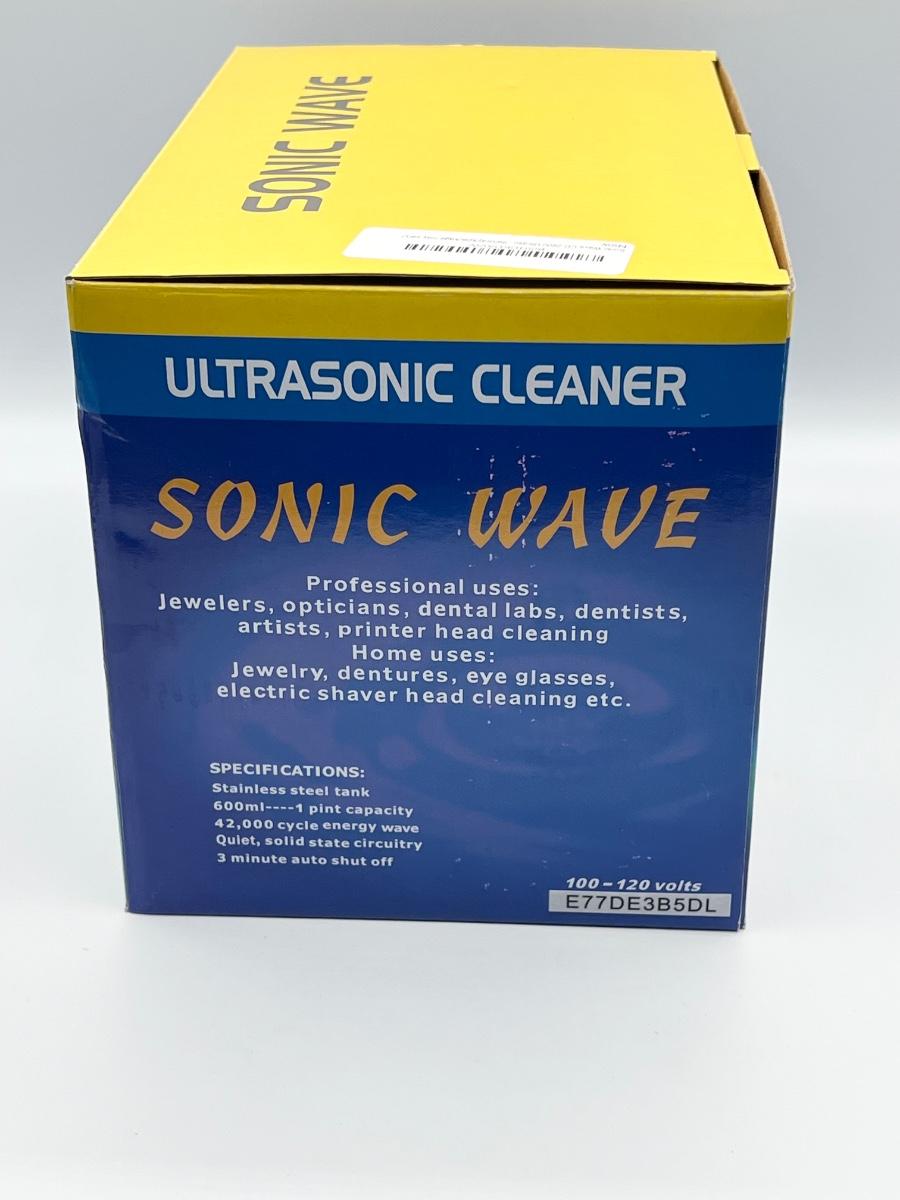 SONIC WAVE
ULTRASONIC CLEANER
SONIC WAVE
Professional uses:
Jewelers, opticians, dental labs, dentists,
artists, printer head cleaning
Home uses:
Jewelry, dentures, eye glasses,
electric shaver head cleaning etc.
SPECIFICATIONS:
Stainless steel tank
600ml----1 pint capacity
42,000 cycle energy wave
Quiet, solid state circuitry
3 minute auto shut off
100-120 volts
E77DE3B5DL